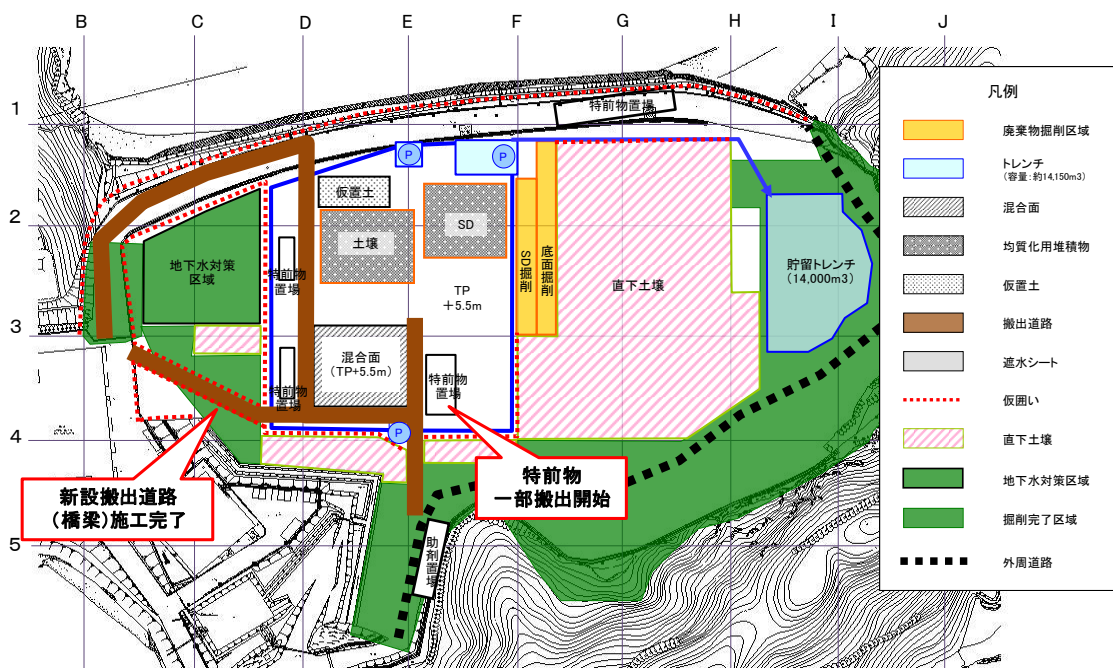 B C D E F G H I J
1
2
3
4
5
特前物置場
P
P
仮置土
土壌
SD
地下水対策
区域
特前物
置場
TP
+5.5m
SD掘削
底面掘削
直下土壌
貯留トレンチ
(14,000m3)
混合面
(TP+5.5m)
特前物
置場
特前物
置場
P
新設搬出道路
(橋梁)施工完了
特前物
一部搬出開始
助剤置場
凡例
廃棄物掘削区域
トレンチ
(容量:約14,150m3)
混合面
均質化用堆積物
仮置土
搬出道路
遮水シート
仮囲い
直下土壌
地下水対策区域
掘削完了区域
外周道路